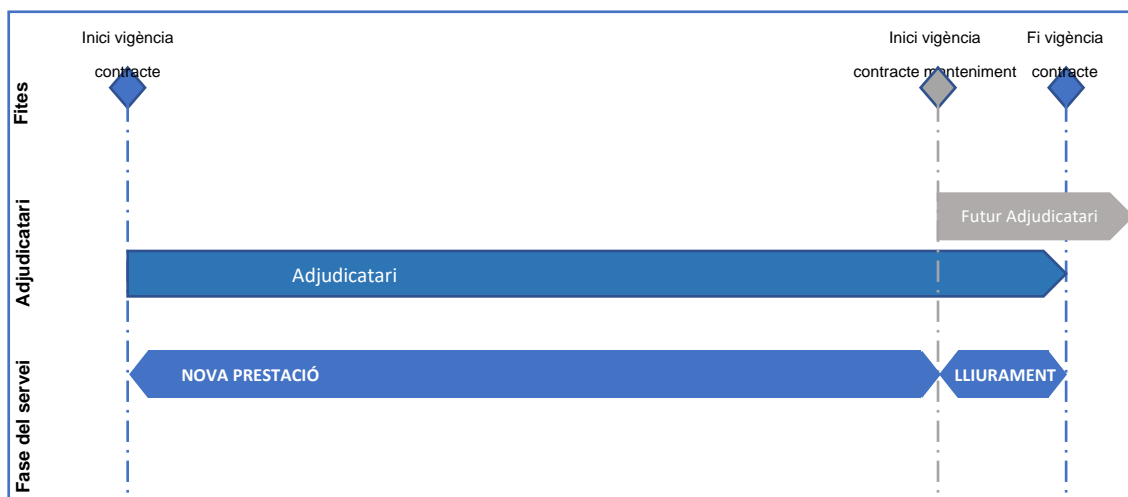 Inici vigència
contracte
Inici vigència
contracte manteniment
Fi vigència
contracte
Fites
Futur Adjudicatari
Adjudicatari
Adjudicatari
NOVA PRESTACIÓ
LLIURAMENT
Fase del servei